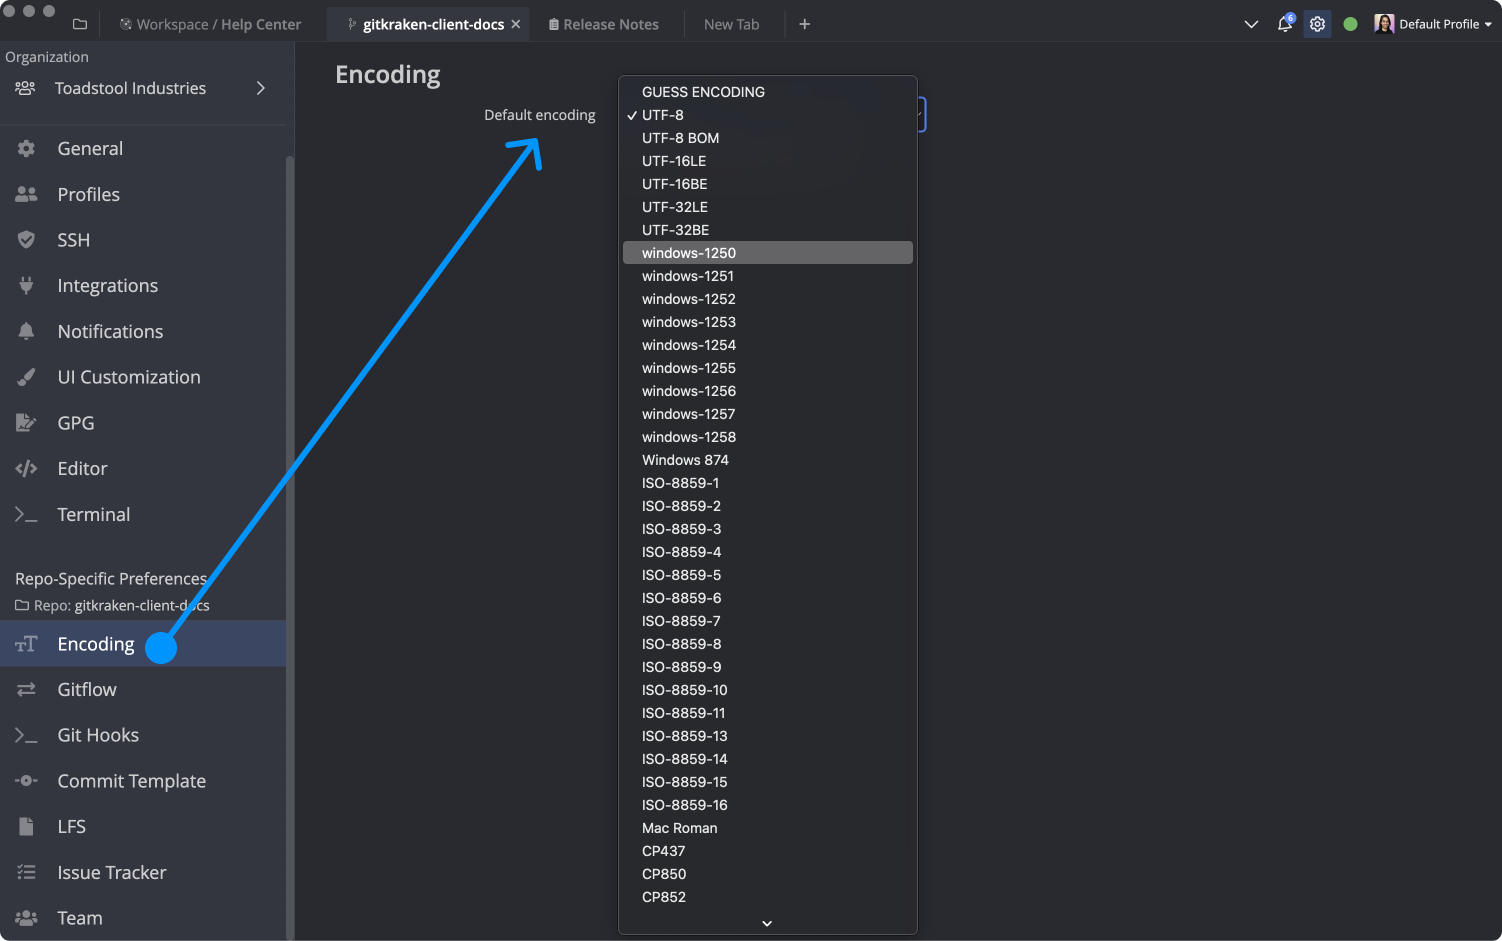 Workspace / Help Center
gitkraken-client-docs
Release Notes
New Tab
6
Default Profile
Organization
Toadstool Industries
General
Profiles
SSH
Integrations
Notifications
UI Customization
GPG
Editor
Terminal
Repo-Specific Preferences
Repo: gitkraken-client-docs
Encoding
Gitflow
Git Hooks
Commit Template
LFS
Issue Tracker
Team
Encoding
Default encoding
GUESS ENCODING
UTF-8
UTF-8 BOM
UTF-16LE
UTF-16BE
UTF-32LE
UTF-32BE
windows-1250
windows-1251
windows-1252
windows-1253
windows-1254
windows-1255
windows-1256
windows-1257
windows-1258
Windows 874
ISO-8859-1
ISO-8859-2
ISO-8859-3
ISO-8859-4
ISO-8859-5
ISO-8859-6
ISO-8859-7
ISO-8859-8
ISO-8859-9
ISO-8859-10
ISO-8859-11
ISO-8859-13
ISO-8859-14
ISO-8859-15
ISO-8859-16
Mac Roman
CP437
CP850
CP852